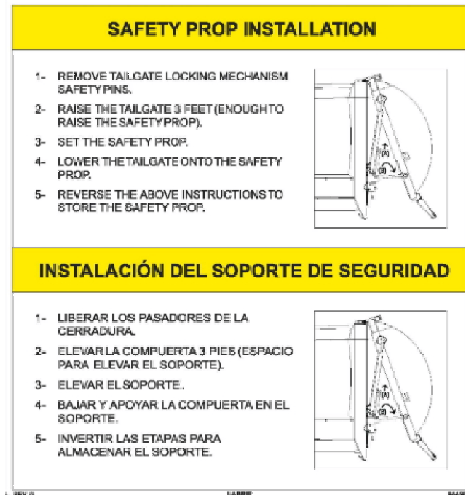 SAFETY PROP INSTALLATION
1- REMOVE TAILGATE LOCKING MECHANISM
SAFETY PINS.
2- RAISE THE TAILGATE 3 FEET (ENOUGH TO
RAISE THE SAFETY PROP).
3- SET THE SAFETY PROP.
4- LOWER THE TAILGATE ONTO THE SAFETY
PROP.
5- REVERSE THE ABOVE INSTRUCTIONS TO
STORE THE SAFETY PROP.
(A)
(B)
INSTALACIÓN DEL SOPORTE DE SEGURIDAD
1- LIBERAR LOS PASADORES DE LA
CERRADURA.
2- ELEVAR LA COMPUERTA 3 PIES (ESPACIO
PARA ELEVAR EL SOPORTE).
3- ELEVAR EL SOPORTE.
4- BAJAR Y APOYAR LA COMPUERTA EN EL
SOPORTE.
5- INVERTIR LAS ETAPAS PARA
ALMACENAR EL SOPORTE.
(A)
(B)